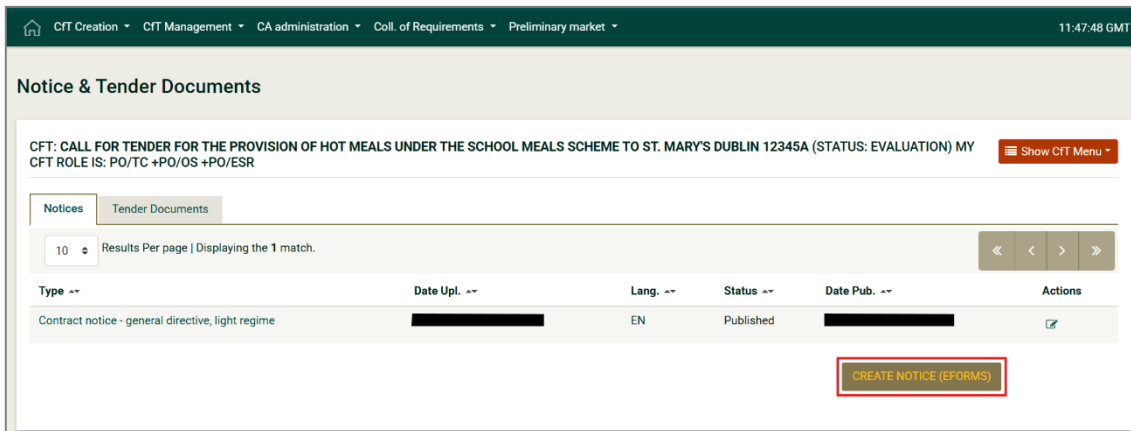 CfT Creation CfT Management CA administration Coll. of Requirements Preliminary market 11:47:48 GMT
Notice & Tender Documents
CFT: CALL FOR TENDER FOR THE PROVISION OF HOT MEALS UNDER THE SCHOOL MEALS SCHEME TO ST. MARY'S DUBLIN 12345A (STATUS: EVALUATION) MY
CFT ROLE IS: PO/TC +PO/OS +PO/ESR
Show CfT Menu
Notices Tender Documents
10 Results Per page | Displaying the 1 match.
« < > »
Type Date Upl. Lang. Status Date Pub. Actions
Contract notice - general directive, light regime EN Published
CREATE NOTICE (EFORMS)